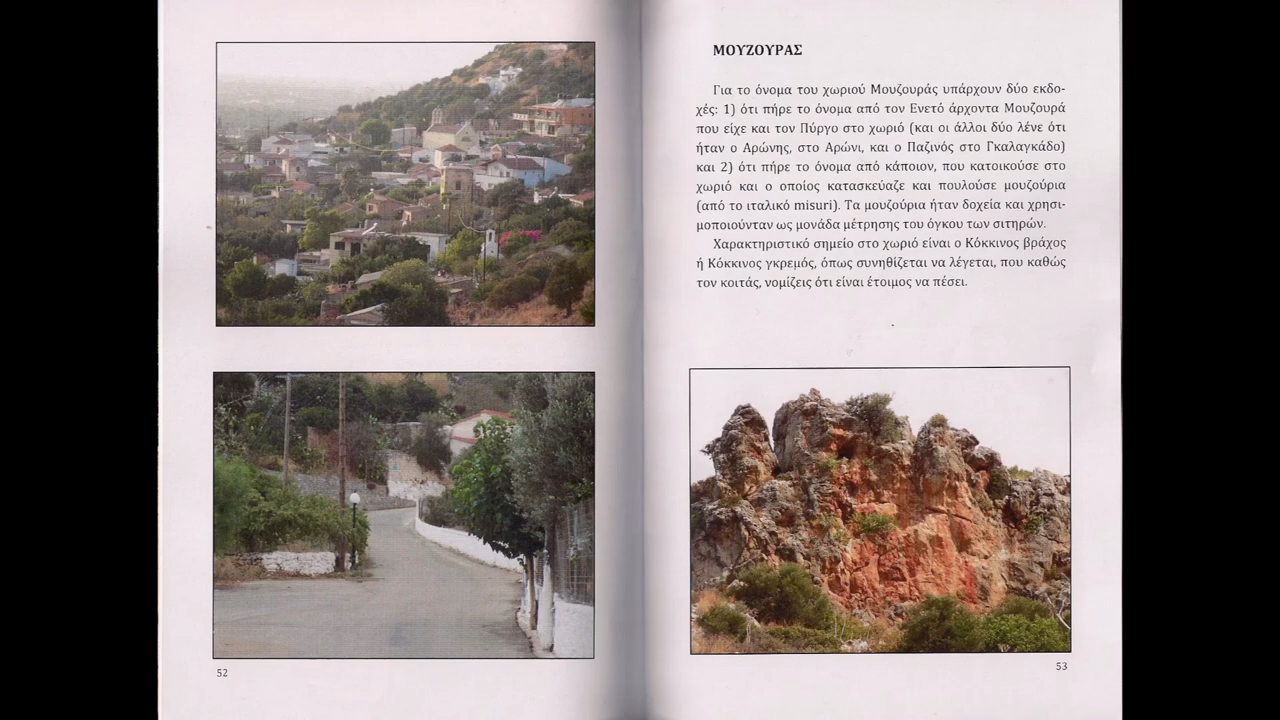 ΜΟΥΖΟΥΡΑΣ
Για το όνομα του χωριού Μουζουράς υπάρχουν δύο εκδο-
χές: 1) ότι πήρε το όνομα από τον Ενετό άρχοντα Μουζουρά
που είχε και τον Πύργο στο χωριό (και οι άλλοι δύο λένε ότι
ήταν ο Αρώνης, στο Αρώνι, και ο Παζινός στο Γκαλαγκάδο)
και 2) ότι πήρε το όνομα από κάποιον, που κατοικούσε στο
χωριό και ο οποίος κατασκεύαζε και πουλούσε μουζούρια
(από το ιταλικό misuri). Τα μουζούρια ήταν δοχεία και χρησι-
μοποιούνταν ως μονάδα μέτρησης του όγκου των σιτηρών.
Χαρακτηριστικό σημείο στο χωριό είναι ο Κόκκινος βράχος
ή Κόκκινος γκρεμός, όπως συνηθίζεται να λέγεται, που καθώς
τον κοιτάς, νομίζεις ότι είναι έτοιμος να πέσει.
52
53